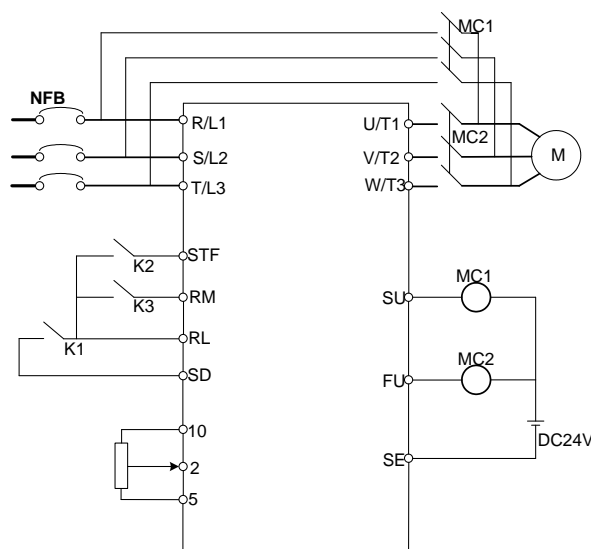 MC1
NFB
R/L1
U/T1
MC2
S/L2
V/T2
M
T/L3
W/T3
STF
K2
MC1
RM
SU
K3
RL
K1
MC2
SD
FU
10
DC24V
2
SE
5